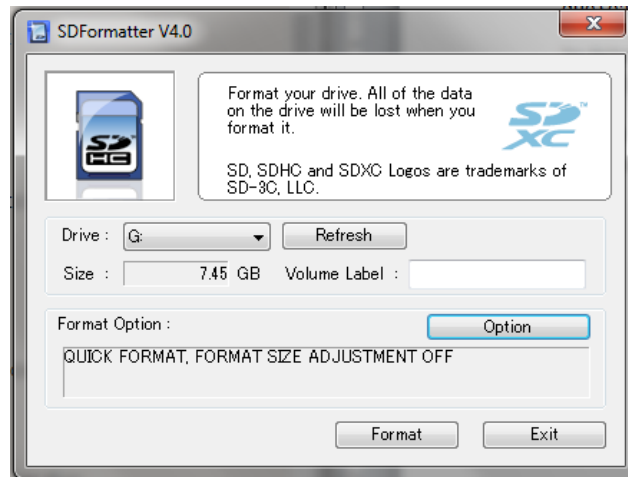 SDFormatter V4.0
Format your drive. All of the data
on the drive will be lost when you
format it.
SD, SDHC and SDXC Logos are trademarks of
SD-3C, LLC.
SD
HC
SD™
XC
Drive :
G:
Refresh
Size :
7.45 GB
Volume Label :
Format Option :
Option
QUICK FORMAT, FORMAT SIZE ADJUSTMENT OFF
Format
Exit